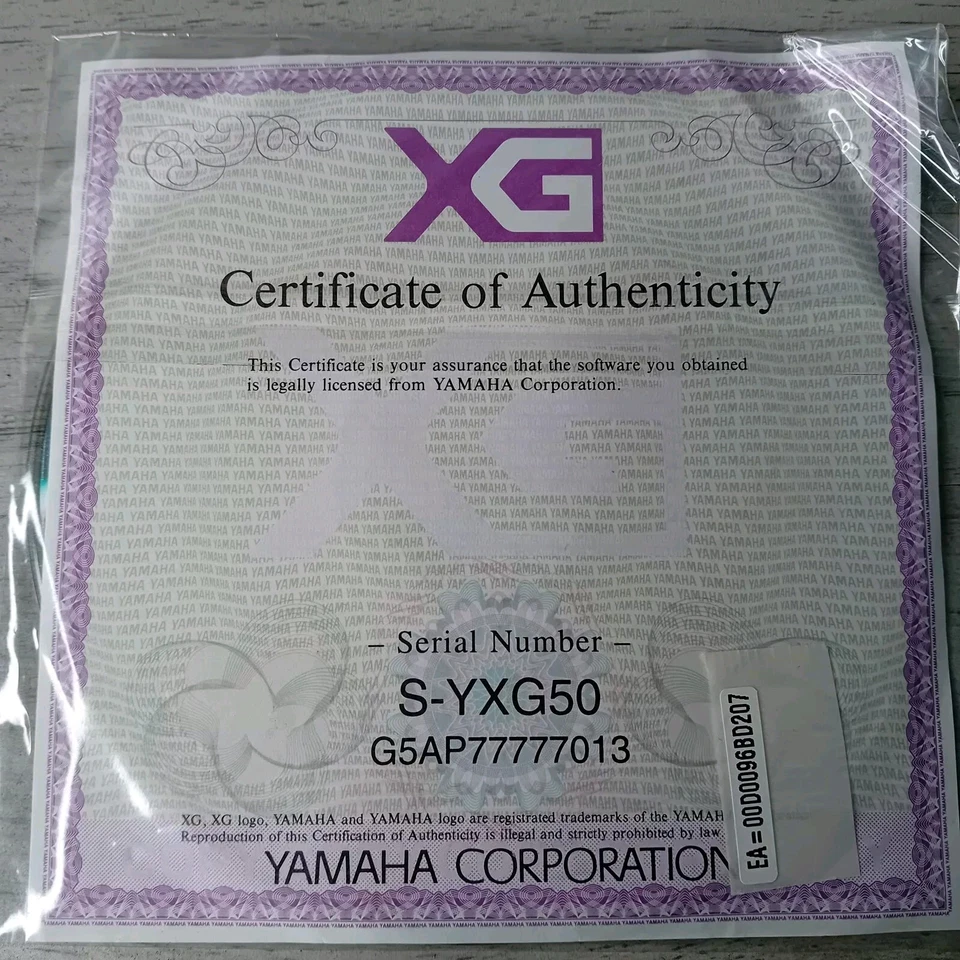 XG
Certificate of Authenticity
This Certificate is your assurance that the software you obtained
is legally licensed from YAMAHA Corporation.
– Serial Number –
S-YXG50
G5AP77777013
EA=00D0096BD207
XG, XG logo, YAMAHA and YAMAHA logo are registrated trademarks of the YAMAH
Reproduction of this Certification of Authenticity is illegal and strictly prohibited by law.
YAMAHA CORPORATION